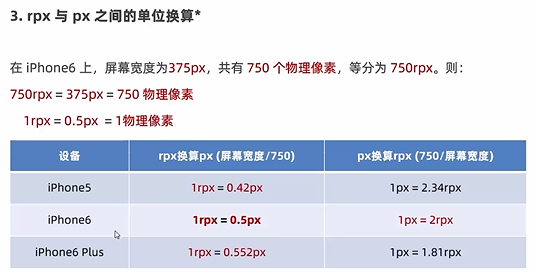 3. rpx 与 px 之间的单位换算*
在 iPhone6 上，屏幕宽度为375px，共有 750 个物理像素，等分为 750rpx。则：
750rpx = 375px = 750 物理像素
1rpx = 0.5px = 1物理像素
设备 rpx换算px (屏幕宽度/750) px换算rpx (750/屏幕宽度)
iPhone5 1rpx = 0.42px 1px = 2.34rpx
iPhone6 1rpx = 0.5px 1px = 2rpx
iPhone6 Plus 1rpx = 0.552px 1px = 1.81rpx